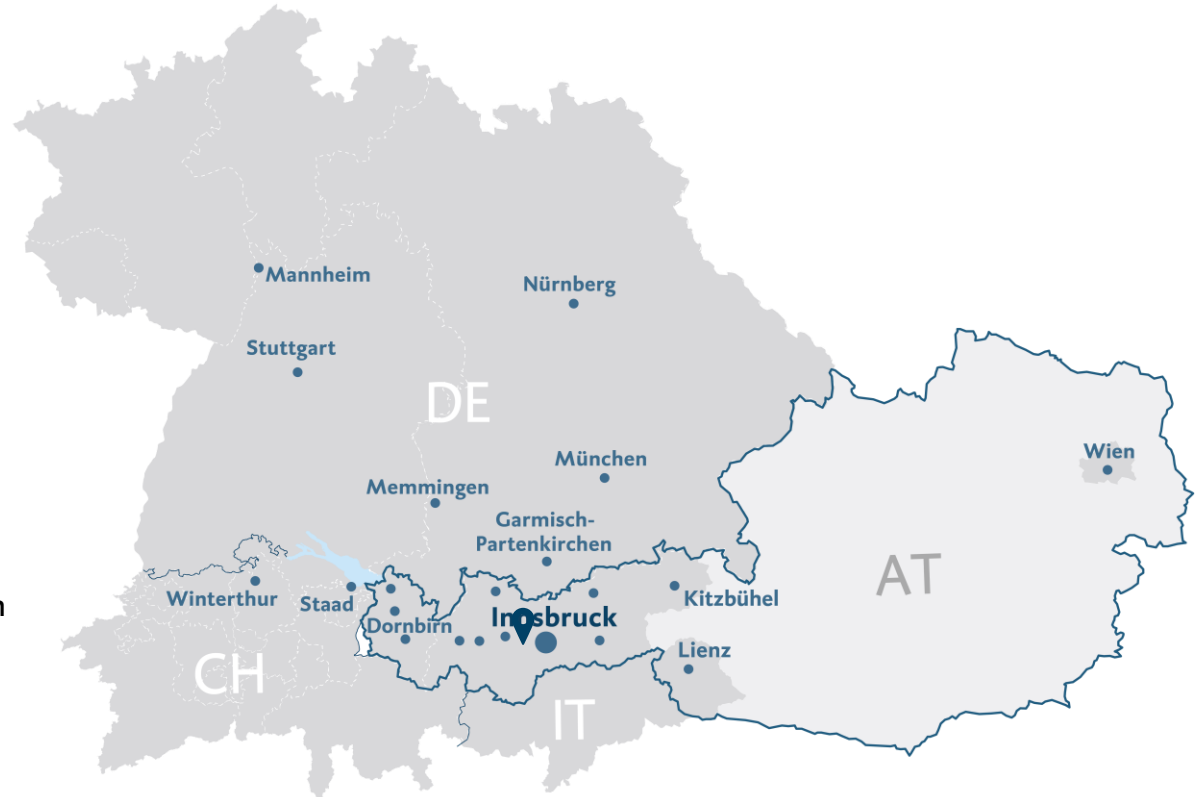 Mannheim
Nürnberg
Stuttgart
DE
Wien
München
Memmingen
Garmisch-
Partenkirchen
AT
Winterthur
Staad
Kitzbühel
Innsbruck
Dornbirn
Lienz
CH
IT
n